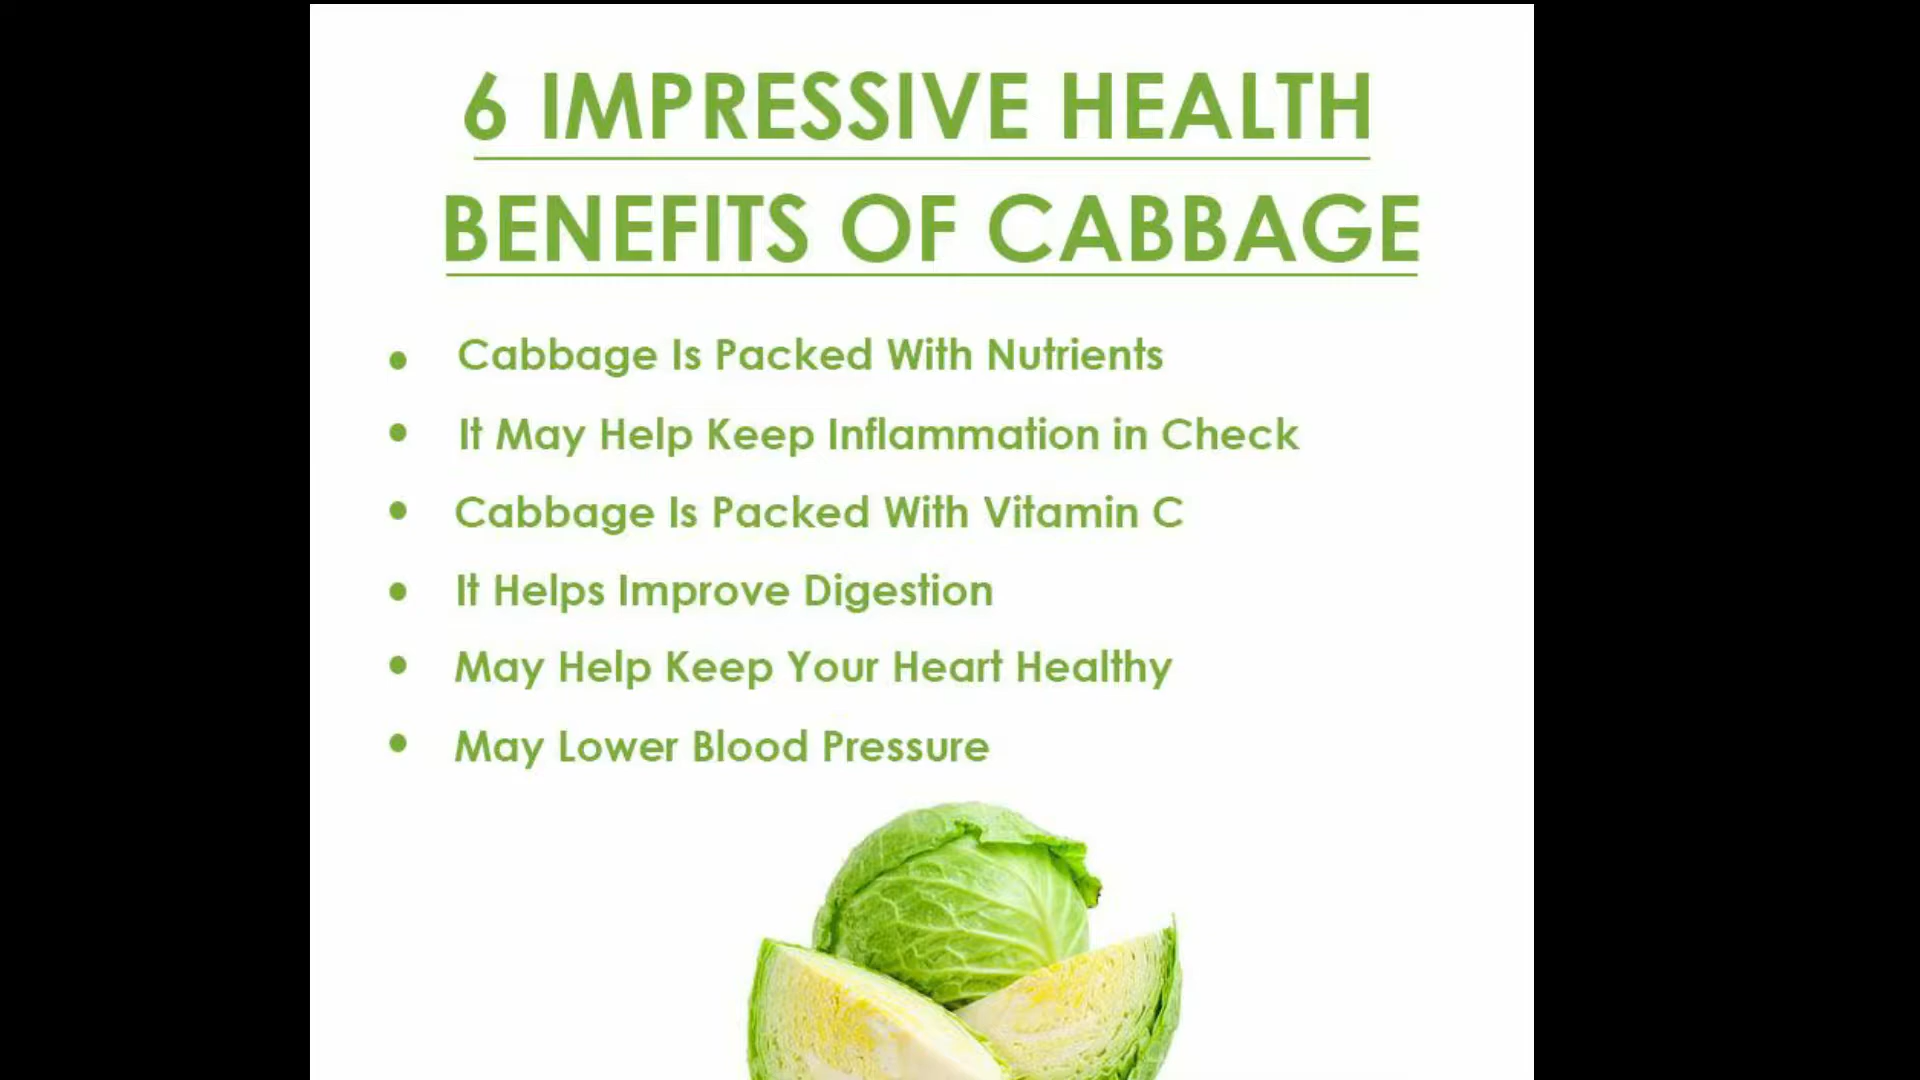 6 IMPRESSIVE HEALTH
BENEFITS OF CABBAGE
• Cabbage Is Packed With Nutrients
• It May Help Keep Inflammation in Check
• Cabbage Is Packed With Vitamin C
• It Helps Improve Digestion
• May Help Keep Your Heart Healthy
• May Lower Blood Pressure